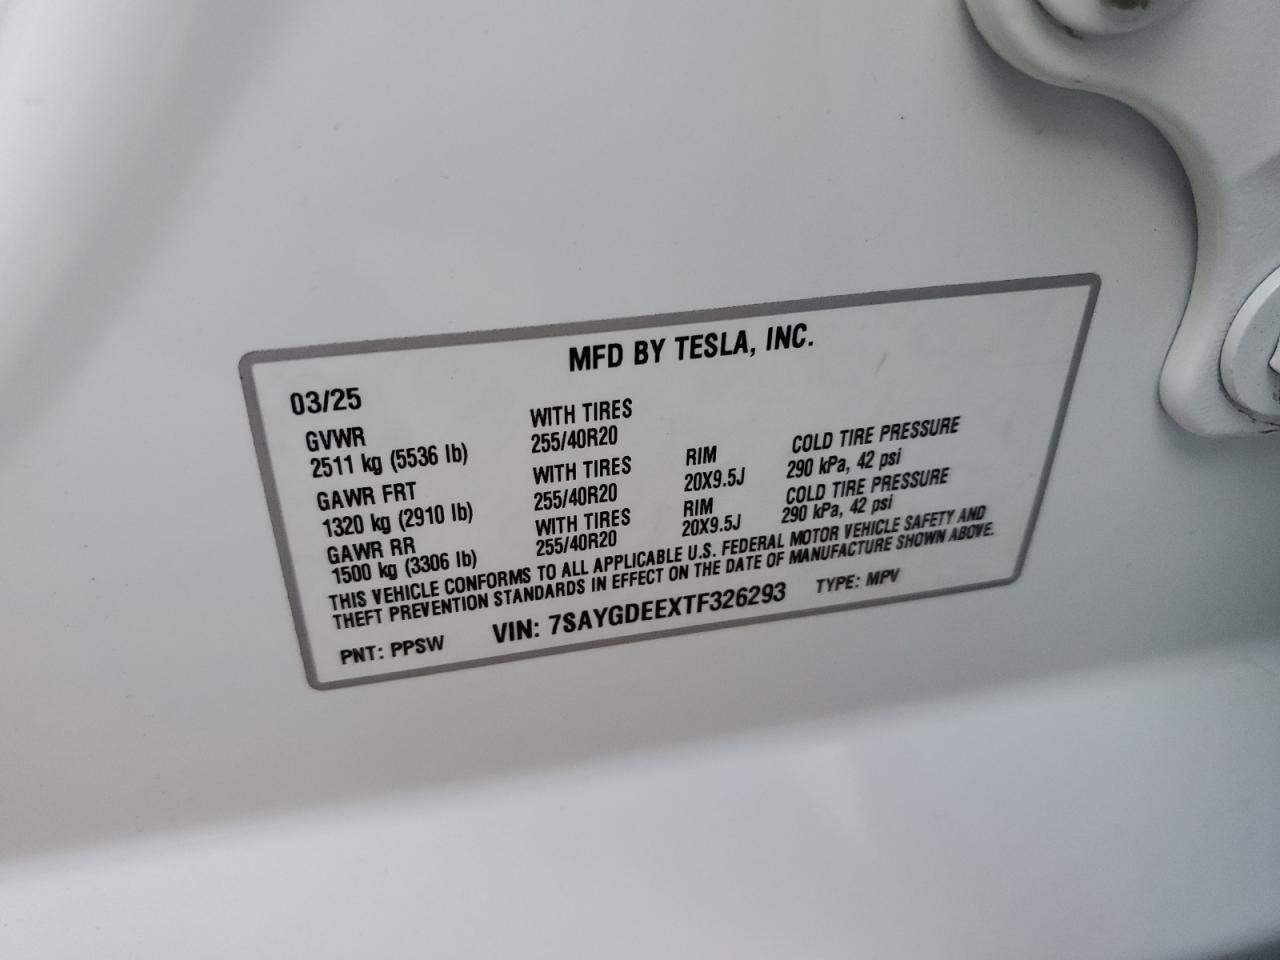 MFD BY TESLA, INC.
03/25
GVWR WITH TIRES
2511 kg (5536 lb) 255/40R20
GAWR FRT WITH TIRES RIM COLD TIRE PRESSURE
1320 kg (2910 lb) 255/40R20 20X9.5J 290 kPa, 42 psi
GAWR RR WITH TIRES RIM COLD TIRE PRESSURE
1500 kg (3306 lb) 255/40R20 20X9.5J 290 kPa, 42 psi
THIS VEHICLE CONFORMS TO ALL APPLICABLE U.S. FEDERAL MOTOR VEHICLE SAFETY AND
THEFT PREVENTION STANDARDS IN EFFECT ON THE DATE OF MANUFACTURE SHOWN ABOVE.
PNT: PPSW VIN: 7SAYGDEEXTF326293 TYPE: MPV